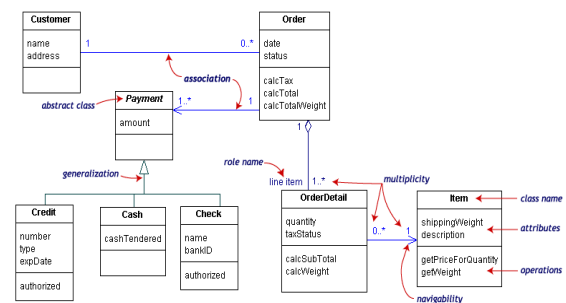 Customer
name
address
1
0..*
association
Order
date
status
calcTax
calcTotal
calcTotalWeight
abstract class
Payment
amount
1..*
1
generalization
1
role name
line item
1..*
multiplicity
Credit
number
type
expDate
authorized
Cash
cashTendered
Check
name
bankID
authorized
OrderDetail
quantity
taxStatus
calcSubTotal
calcWeight
0..*
1
Item
shippingWeight
description
getPriceForQuantity
getWeight
class name
attributes
operations
navigability